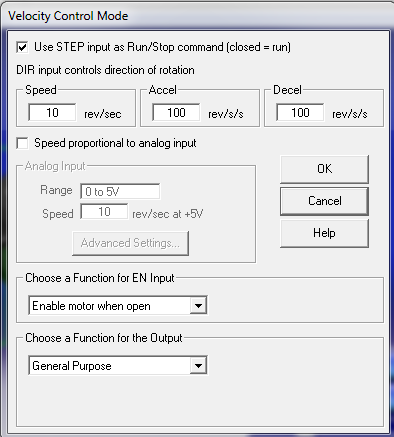 Velocity Control Mode
Use STEP input as Run/Stop command (closed = run)
DIR input controls direction of rotation
Speed
10 rev/sec
Accel
100 rev/s/s
Decel
100 rev/s/s
Speed proportional to analog input
Analog Input
Range 0 to 5V
Speed 10 rev/sec at +5V
Advanced Settings...
OK
Cancel
Help
Choose a Function for EN Input
Enable motor when open
Choose a Function for the Output
General Purpose